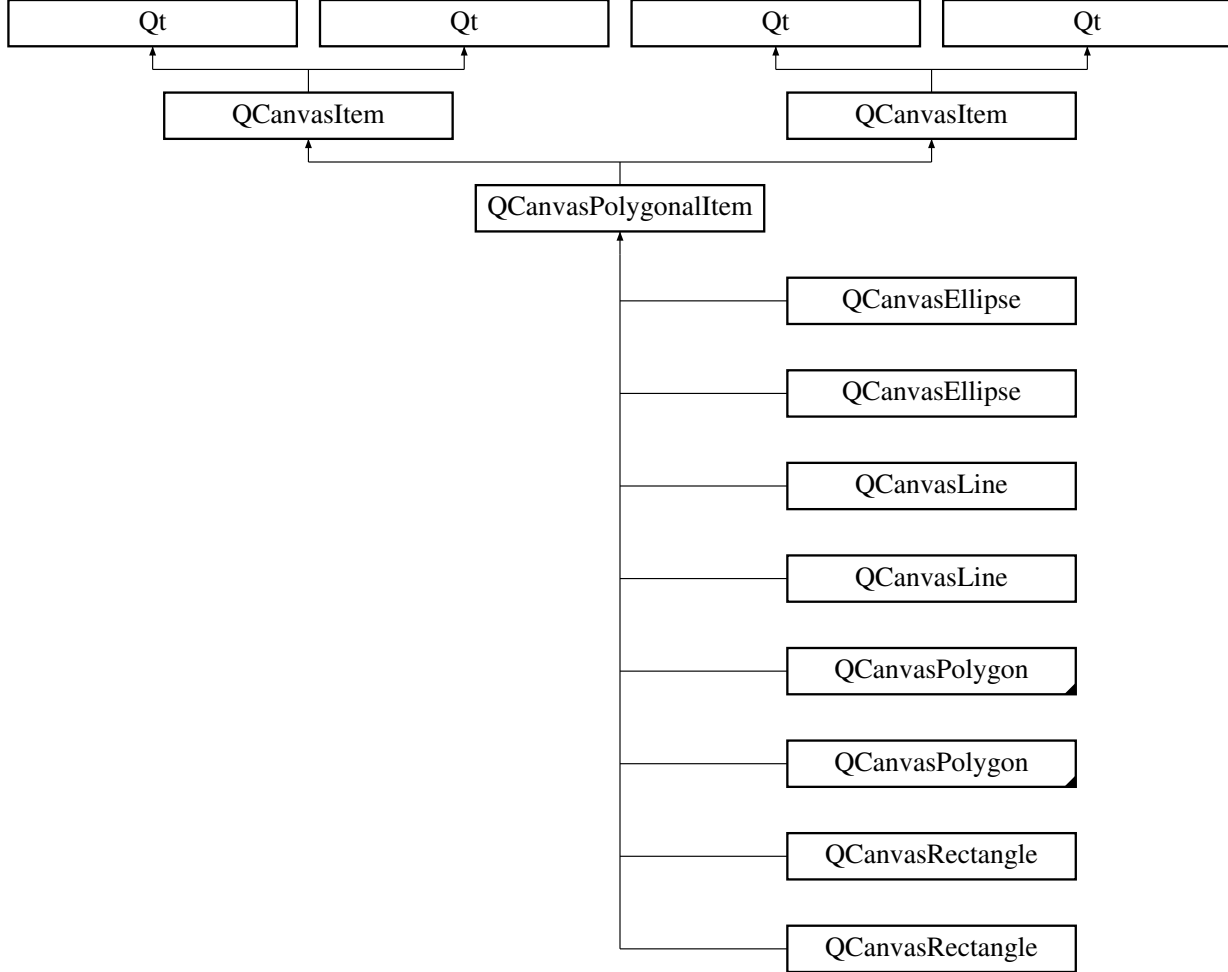 Qt
Qt
Qt
Qt
QCanvasItem
QCanvasItem
QCanvasPolygonalItem
QCanvasEllipse
QCanvasEllipse
QCanvasLine
QCanvasLine
QCanvasPolygon
QCanvasPolygon
QCanvasRectangle
QCanvasRectangle